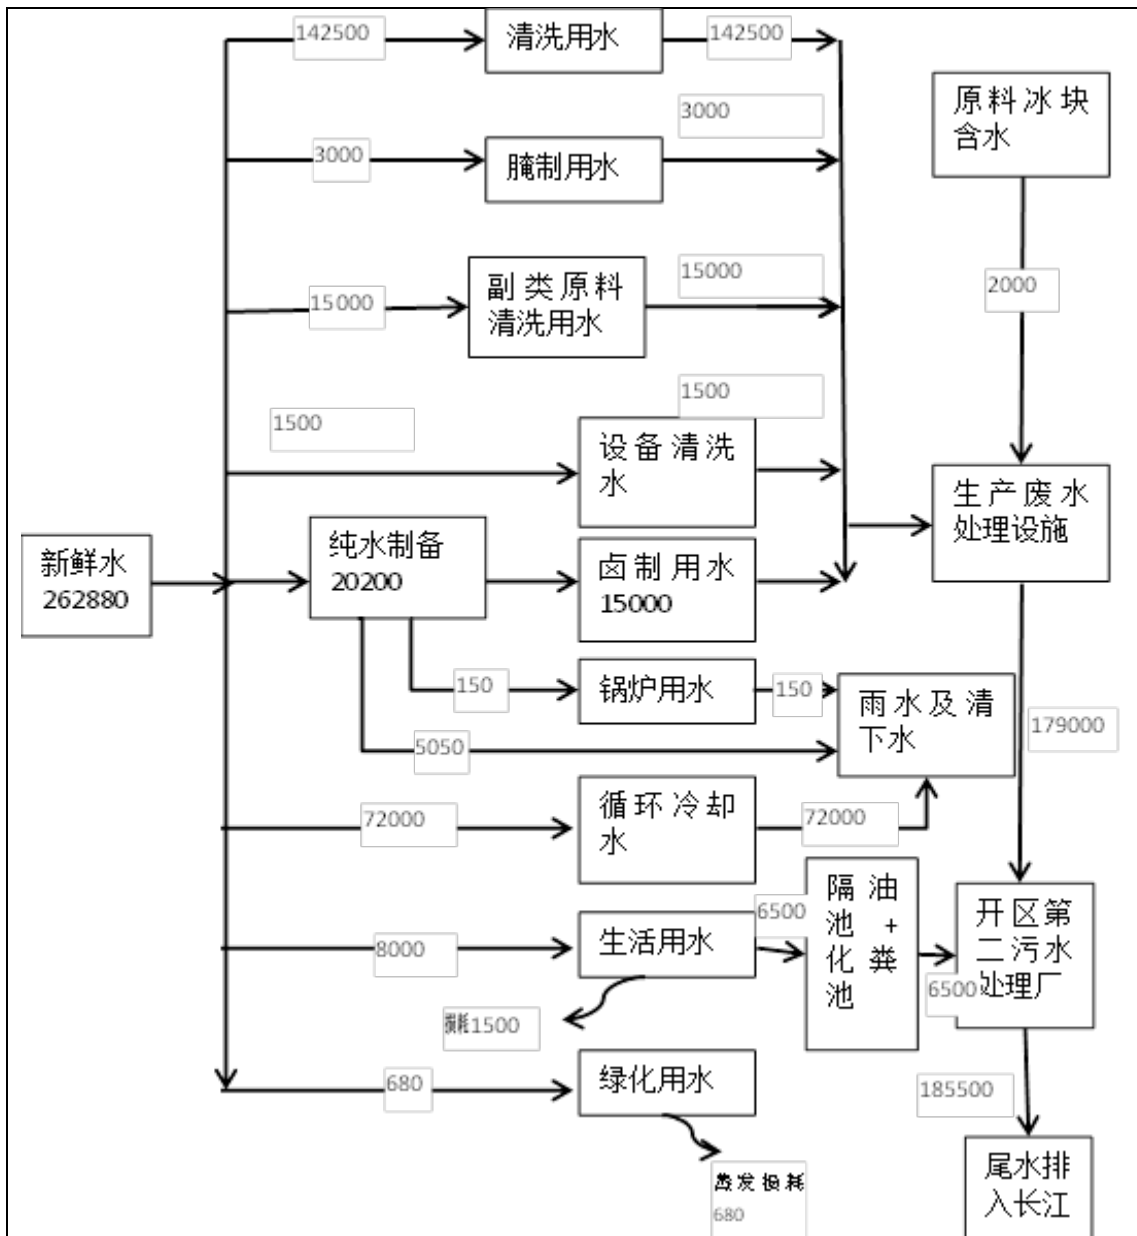 142500
清洗用水
142500
原料冰块
含水
3000
腌制用水
3000
15000
副类原料
清洗用水
15000
2000
1500
设备清洗
水
1500
生产废水
处理设施
新鲜水
262880
纯水制备
20200
卤制用水
15000
150
锅炉用水
150
雨水及清
下水
5050
179000
72000
循环冷却
水
72000
8000
生活用水
6500
隔油
池+
化粪
池
6500
开区第
二污水
处理厂
损耗1500
680
绿化用水
185500
蒸发损耗
680
尾水排
入长江